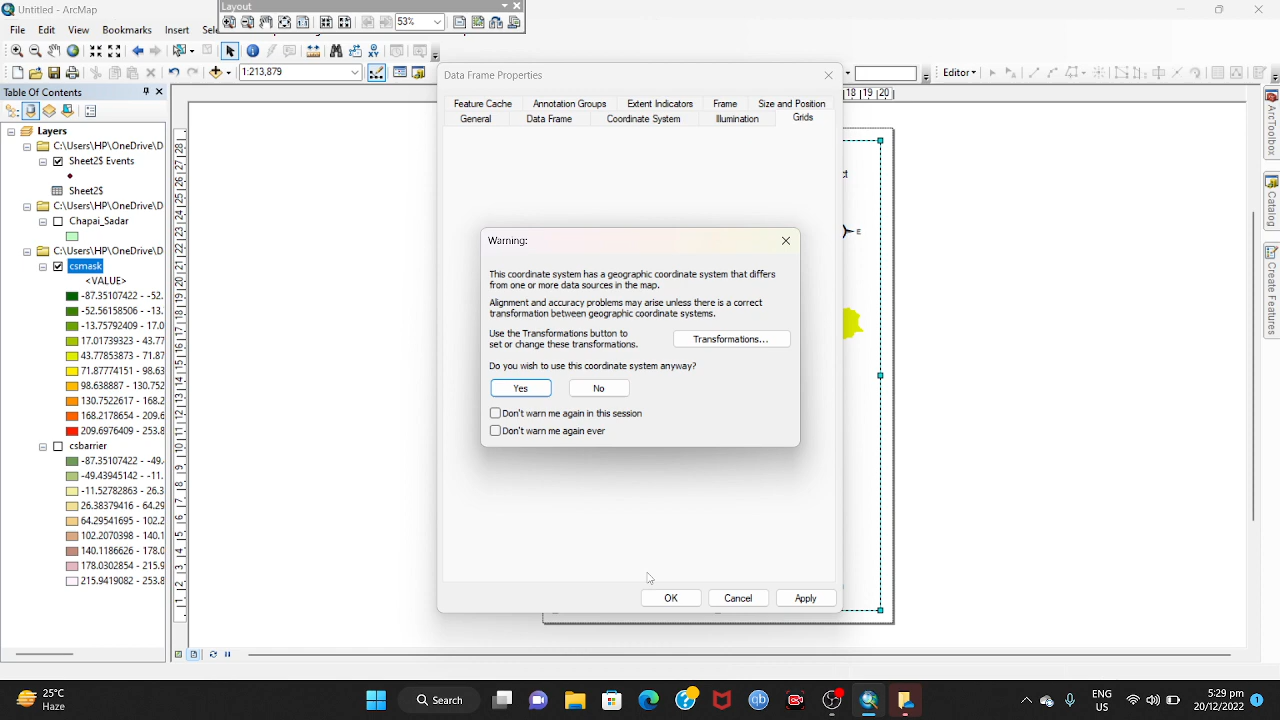 Untitled - ArcMap
Layout
File Edit View Bookmarks Insert
53%
1:213,879
Editor
Table Of Contents
Layers
C:\Users\HP\OneDrive\D
Sheet2$ Events
Sheet2$
C:\Users\HP\OneDrive\D
Chapai_Sadar
C:\Users\HP\OneDrive\D
csmask
<VALUE>
-87.35107422 - -52.
-52.56158506 - -13.
-13.75792409 - 17.0
17.01739323 - 43.77
43.77853873 - 71.87
71.87774151 - 98.63
98.638887 - 130.752
130.7522617 - 168.2
168.2178654 - 209.6
209.6976409 - 253.8
csbarrier
-87.35107422 - -49.
-49.43945142 - -11.
-11.52782863 - 26.3
26.38379416 - 64.29
64.29541695 - 102.2
102.2070398 - 140.1
140.1186626 - 178.0
178.0302854 - 215.9
215.9419082 - 253.8
18 19 20
Data Frame Properties
Feature Cache Annotation Groups Extent Indicators Frame Size and Position
General Data Frame Coordinate System Illumination Grids
Warning:
This coordinate system has a geographic coordinate system that differs
from one or more data sources in the map.
Alignment and accuracy problems may arise unless there is a correct
transformation between geographic coordinate systems.
Use the Transformations button to
set or change these transformations.
Transformations...
Do you wish to use this coordinate system anyway?
Yes No
Don't warn me again in this session
Don't warn me again ever
OK Cancel Apply
E
ArcToolbox
Catalog
Create Features
25°C
Haze
Search
ENG
US
5:29 pm
20/12/2022
1